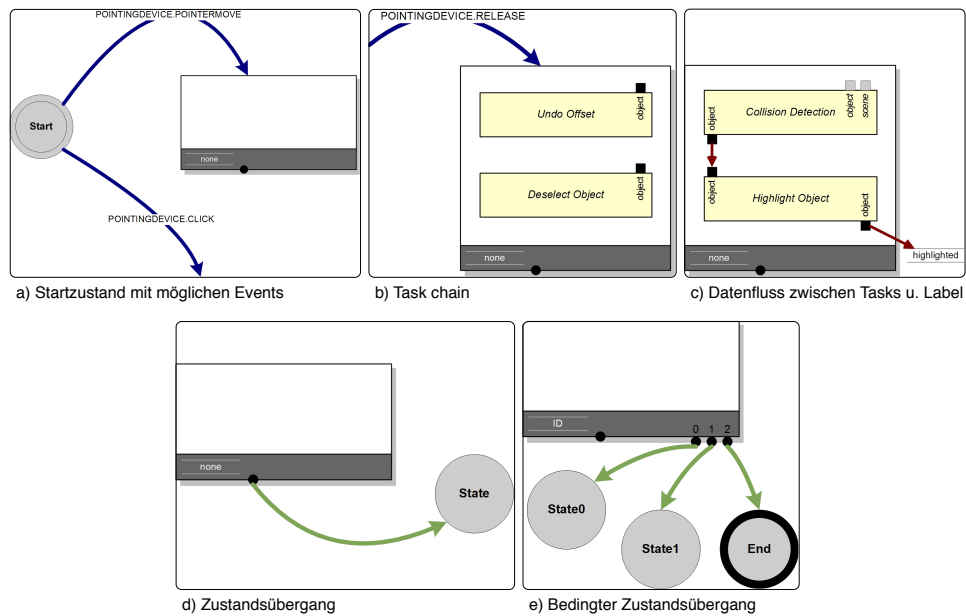 POINTINGDEVICE.POINTERMOVE
Start
none
POINTINGDEVICE.CLICK
a) Startzustand mit möglichen Events
POINTINGDEVICE.RELEASE
object
Undo Offset
object
Deselect Object
none
b) Task chain
object
scene
object
Collision Detection
object
Highlight Object
object
none
highlighted
c) Datenfluss zwischen Tasks u. Label
none
State
d) Zustandsübergang
ID
0 1 2
State0
State1
End
e) Bedingter Zustandsübergang